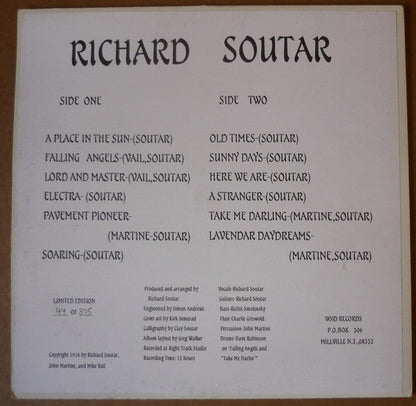 RICHARD SOUTAR
SIDE ONE
A PLACE IN THE SUN-(SOUTAR)
FALLING ANGELS-(VAIL,SOUTAR)
LORD AND MASTER-(VAIL,SOUTAR)
ELECTRA-(SOUTAR)
PAVEMENT PIONEER-
(MARTINE-SOUTAR)
SOARING-(SOUTAR)
SIDE TWO
OLD TIMES-(SOUTAR)
SUNNY DAYS-(SOUTAR)
HERE WE ARE-(SOUTAR)
A STRANGER-(SOUTAR)
TAKE ME DARLING-(MARTINE,SOUTAR)
LAVENDAR DAYDREAMS-
(MARTINE,SOUTAR)
LIMITED EDITION
OF 375
Copyright 1979 by Richard Soutar,
John Martine, and Mike Vail
Produced and arranged by
Richard Soutar
Engineered by Simon Andrews
Cover art by Kirk Semstad
Calligraphy by Clay Soutar
Album layout by Greg Walker
Recorded at Right Track Studio
Recording Time: 12 hours
Vocals-Richard Soutar
Guitars-Richard Soutar
Bass Richie Smolensky
Flute Charlie Griswold
Percussion John Martine
Drums-Dave Robinson
on "Falling Angels and
"Take Me Darlin'"
VOID RECORDS
P.O.BOX 306
MILLVILLE N.J.,08332